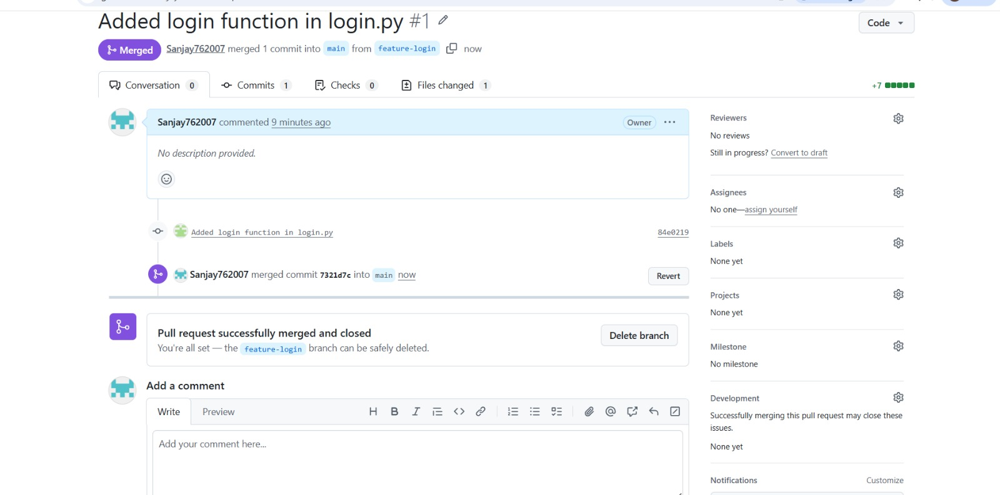 Added login function in login.py #1
Code
Merged Sanjay762007 merged 1 commit into main from feature-login now
Conversation 0 Commits 1 Checks 0 Files changed 1
+7
Sanjay762007 commented 9 minutes ago
Owner
No description provided.
Added login function in login.py
84e0219
Sanjay762007 merged commit 7321d7c into main now
Revert
Pull request successfully merged and closed
You're all set — the feature-login branch can be safely deleted.
Delete branch
Add a comment
Write Preview
Add your comment here...
Reviewers
No reviews
Still in progress? Convert to draft
Assignees
No one—assign yourself
Labels
None yet
Projects
None yet
Milestone
No milestone
Development
Successfully merging this pull request may close these
issues.
None yet
Notifications Customize